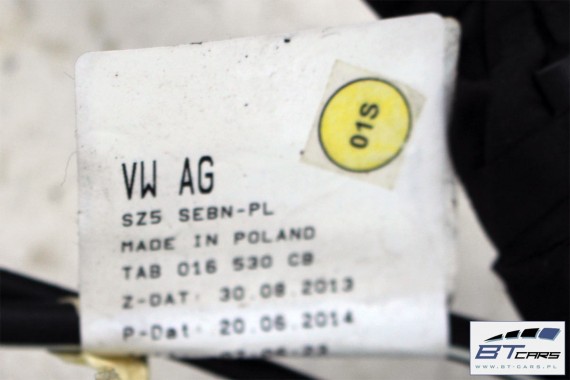 01S
VW AG
SZ5 SEBN-PL
MADE IN POLAND
TAB 016 530 CB
Z-DAT: 30.08.2013
P-Dat: 20.06.2014
BTCARS
WWW.BT-CARS.PL